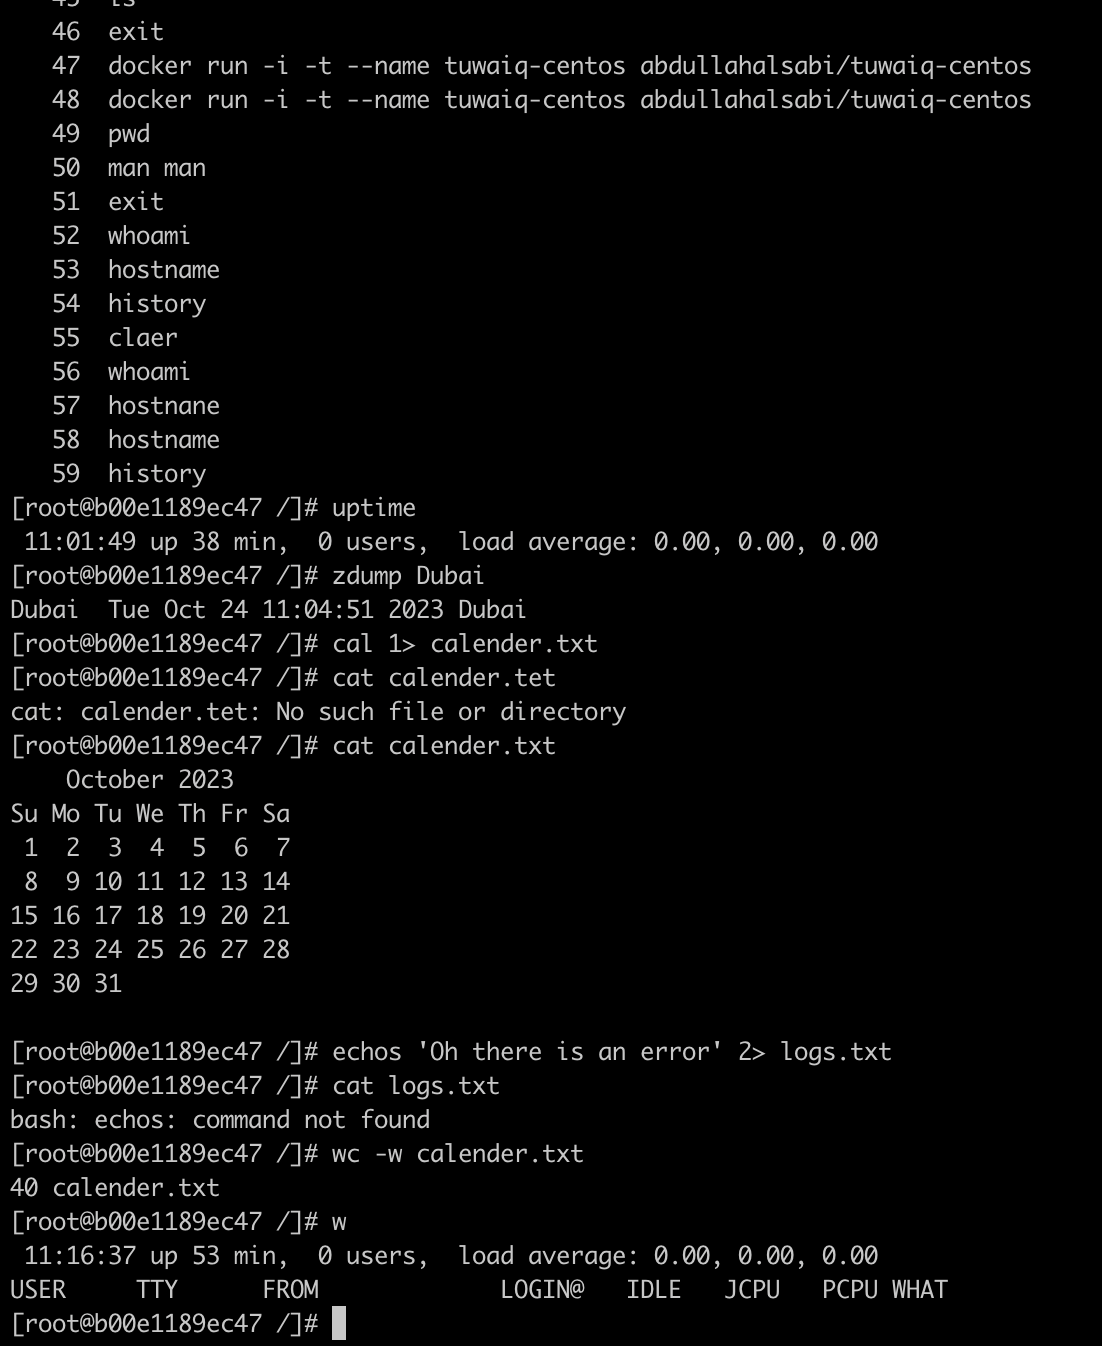 45  ls
46  exit
47  docker run -i -t --name tuwaiq-centos abdullahalsabi/tuwaiq-centos
48  docker run -i -t --name tuwaiq-centos abdullahalsabi/tuwaiq-centos
49  pwd
50  man man
51  exit
52  whoami
53  hostname
54  history
55  claer
56  whoami
57  hostnane
58  hostname
59  history
[root@b00e1189ec47 /]# uptime
 11:01:49 up 38 min,  0 users,  load average: 0.00, 0.00, 0.00
[root@b00e1189ec47 /]# zdump Dubai
Dubai  Tue Oct 24 11:04:51 2023 Dubai
[root@b00e1189ec47 /]# cal 1> calender.txt
[root@b00e1189ec47 /]# cat calender.tet
cat: calender.tet: No such file or directory
[root@b00e1189ec47 /]# cat calender.txt
    October 2023
Su Mo Tu We Th Fr Sa
 1  2  3  4  5  6  7
 8  9 10 11 12 13 14
15 16 17 18 19 20 21
22 23 24 25 26 27 28
29 30 31
[root@b00e1189ec47 /]# echos 'Oh there is an error' 2> logs.txt
[root@b00e1189ec47 /]# cat logs.txt
bash: echos: command not found
[root@b00e1189ec47 /]# wc -w calender.txt
40 calender.txt
[root@b00e1189ec47 /]# w
 11:16:37 up 53 min,  0 users,  load average: 0.00, 0.00, 0.00
USER     TTY      FROM             LOGIN@   IDLE   JCPU   PCPU WHAT
[root@b00e1189ec47 /]#